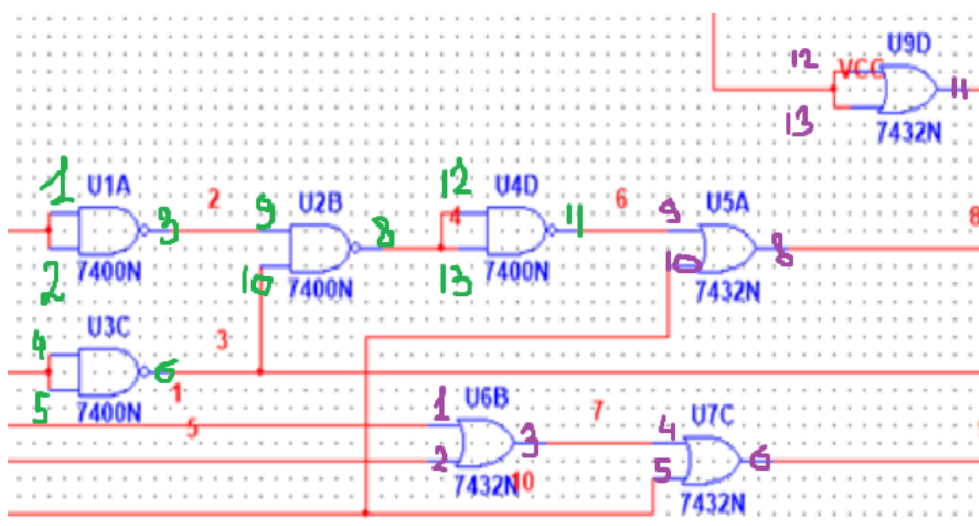 U9D
12 VCC 11
13 7432N
1 U1A 2 9 U2B 12 U4D 6 9 U5A 8
3 8 4 11 8
2 7400N 10 7400N 13 7400N 10 7432N
4 U3C 3
6 1
5 7400N 5
1 U6B 7 4 U7C
2 3 5 6
7432N 10 7432N